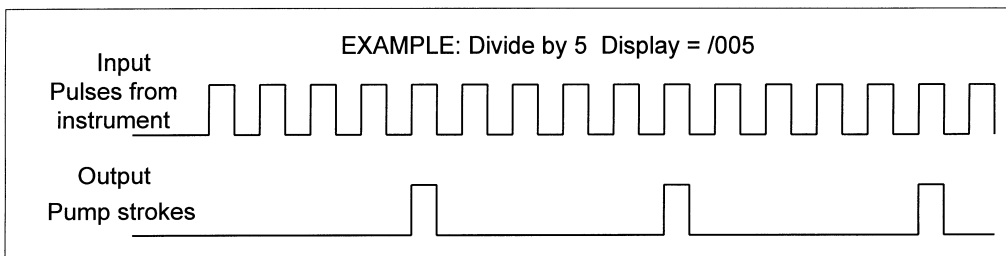 EXAMPLE: Divide by 5 Display = /005
Input
Pulses from
instrument
Output
Pump strokes